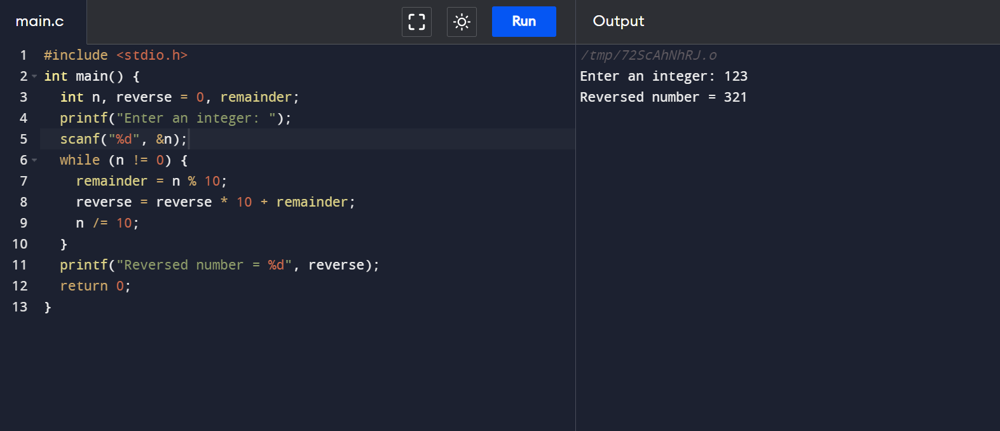 main.c
Run
Output
1 #include <stdio.h>
2 int main() {
3   int n, reverse = 0, remainder;
4   printf("Enter an integer: ");
5   scanf("%d", &n);
6   while (n != 0) {
7     remainder = n % 10;
8     reverse = reverse * 10 + remainder;
9     n /= 10;
10   }
11   printf("Reversed number = %d", reverse);
12   return 0;
13 }
/tmp/72ScAhNhRJ.o
Enter an integer: 123
Reversed number = 321